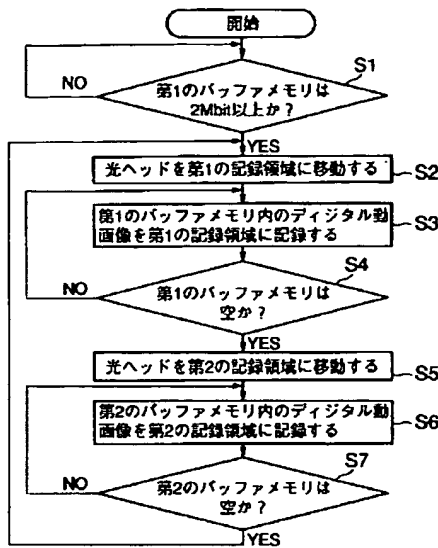 開始
S1
第1のバッファメモリは
2Mbit以上か?
NO
YES
光ヘッドを第1の記録領域に移動する
S2
第1のバッファメモリ内のディジタル動
画像を第1の記録領域に記録する
S3
S4
第1のバッファメモリは
空か?
NO
YES
光ヘッドを第2の記録領域に移動する
S5
第2のバッファメモリ内のディジタル動
画像を第2の記録領域に記録する
S6
S7
第2のバッファメモリは
空か?
NO
YES